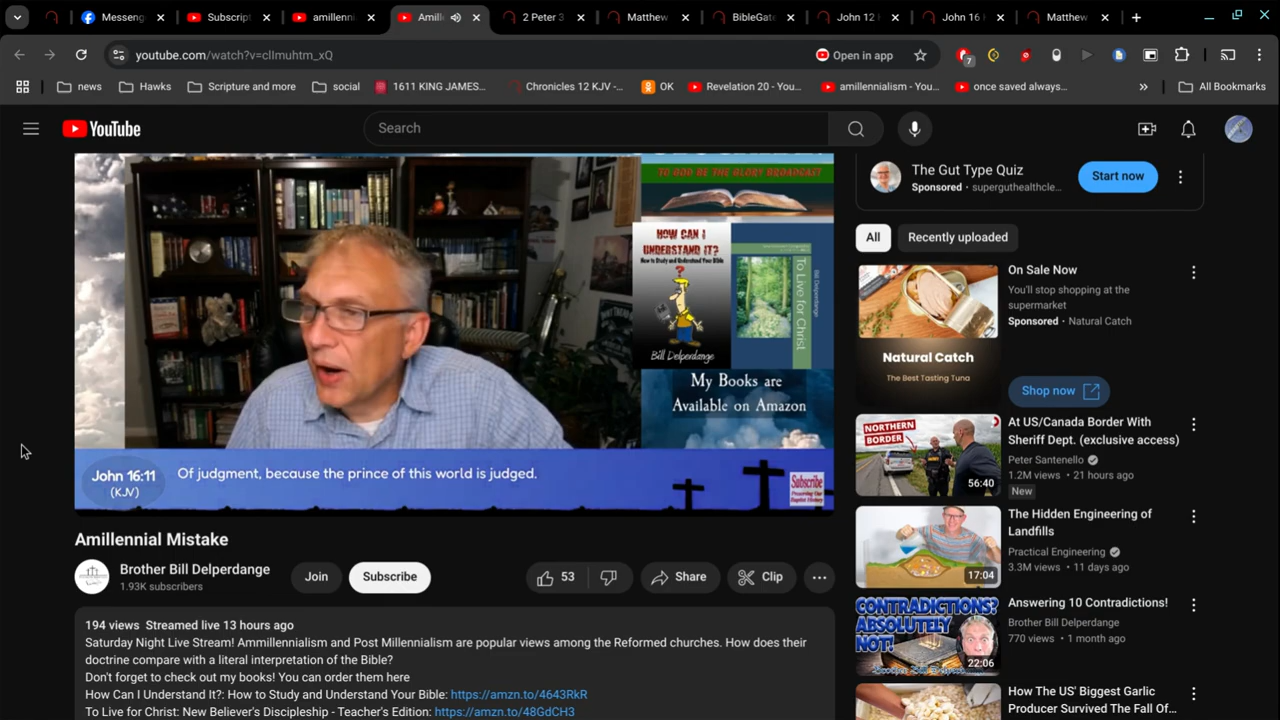 Messeng
Subscript
amillenni
Amill
2 Peter 3
Matthew
BibleGat
John 12
John 16
Matthew
youtube.com/watch?v=clImuhtm_xQ
Open in app
7
news
Hawks
Scripture and more
social
1611 KING JAMES...
Chronicles 12 KJV -...
OK
Revelation 20 - You...
amillennialism - You...
once saved always...
All Bookmarks
YouTube
Search
TO GOD BE THE GLORY BROADCAST
HOW CAN I
UNDERSTAND IT?
How to Study and Understand Your Bible
?
Bill Delperdange
To Live for Christ
Bill Delperdange
My Books are
Available on Amazon
John 16:11
(KJV)
Of judgment, because the prince of this world is judged.
Subscribe
Amillennial Mistake
Brother Bill Delperdange
1.93K subscribers
Join
Subscribe
53
Share
Clip
194 views Streamed live 13 hours ago
Saturday Night Live Stream! Ammillennialism and Post Millennialism are popular views among the Reformed churches. How does their
doctrine compare with a literal interpretation of the Bible?
Don't forget to check my books! You can order them here
How Can I Understand It?: How to Study and Understand Your Bible: https://amzn.to/4643RkR
To Live for Christ: New Believer's Discipleship - Teacher's Edition: https://amzn.to/48GdCH3
The Gut Type Quiz
Sponsored · superguthealthcle...
Start now
All
Recently uploaded
Natural Catch
The Best Tasting Tuna
On Sale Now
You'll stop shopping at the
supermarket
Sponsored · Natural Catch
Shop now
NORTHERN
BORDER
56:40
At US/Canada Border With
Sheriff Dept. (exclusive access)
Peter Santenello
1.2M views • 21 hours ago
New
17:04
The Hidden Engineering of
Landfills
Practical Engineering
3.3M views • 11 days ago
CONTRADICTIONS?
ABSOLUTELY
NOT!
22:06
Answering 10 Contradictions!
Brother Bill Delperdange
770 views • 1 month ago
How The US' Biggest Garlic
Producer Survived The Fall Of...